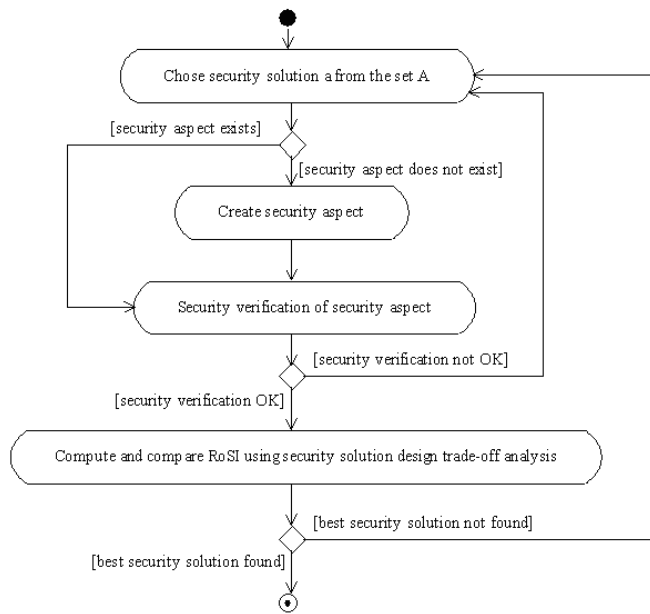 Chose security solution a from the set A
[security aspect exists]
[security aspect does not exist]
Create security aspect
Security verification of security aspect
[security verification not OK]
[security verification OK]
Compute and compare RoSI using security solution design trade-off analysis
[best security solution not found]
[best security solution found]